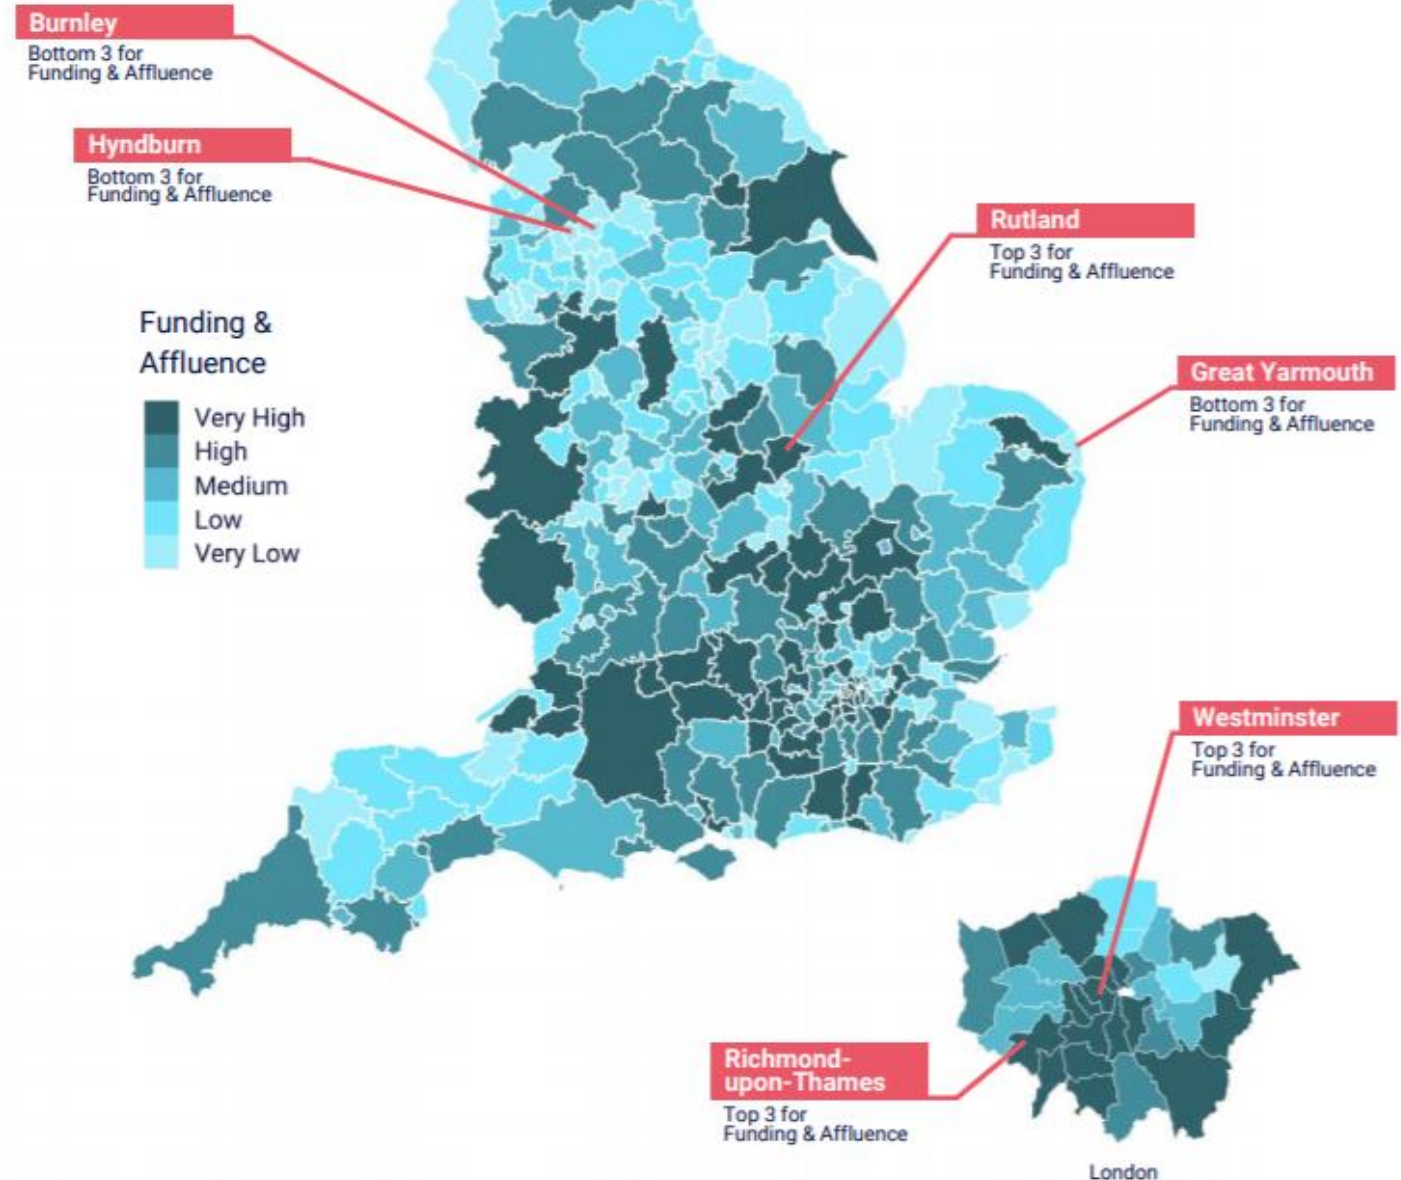 Burnley
Bottom 3 for
Funding & Affluence
Hyndburn
Bottom 3 for
Funding & Affluence
Rutland
Top 3 for
Funding & Affluence
Funding &
Affluence
Very High
High
Medium
Low
Very Low
Great Yarmouth
Bottom 3 for
Funding & Affluence
Westminster
Top 3 for
Funding & Affluence
Richmond-
upon-Thames
Top 3 for
Funding & Affluence
London